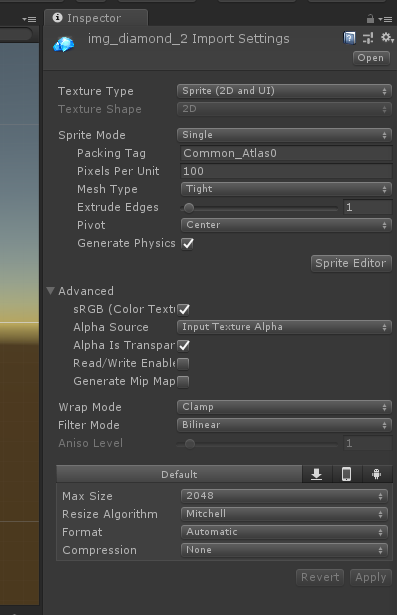 Inspector
img_diamond_2 Import Settings
Open
Texture Type Sprite (2D and UI)
Texture Shape 2D
Sprite Mode Single
Packing Tag Common_Atlas0
Pixels Per Unit 100
Mesh Type Tight
Extrude Edges 1
Pivot Center
Generate Physics
Sprite Editor
Advanced
sRGB (Color Textu
Alpha Source Input Texture Alpha
Alpha Is Transpar
Read/Write Enable
Generate Mip Map
Wrap Mode Clamp
Filter Mode Bilinear
Aniso Level 1
Default
Max Size 2048
Resize Algorithm Mitchell
Format Automatic
Compression None
Revert Apply